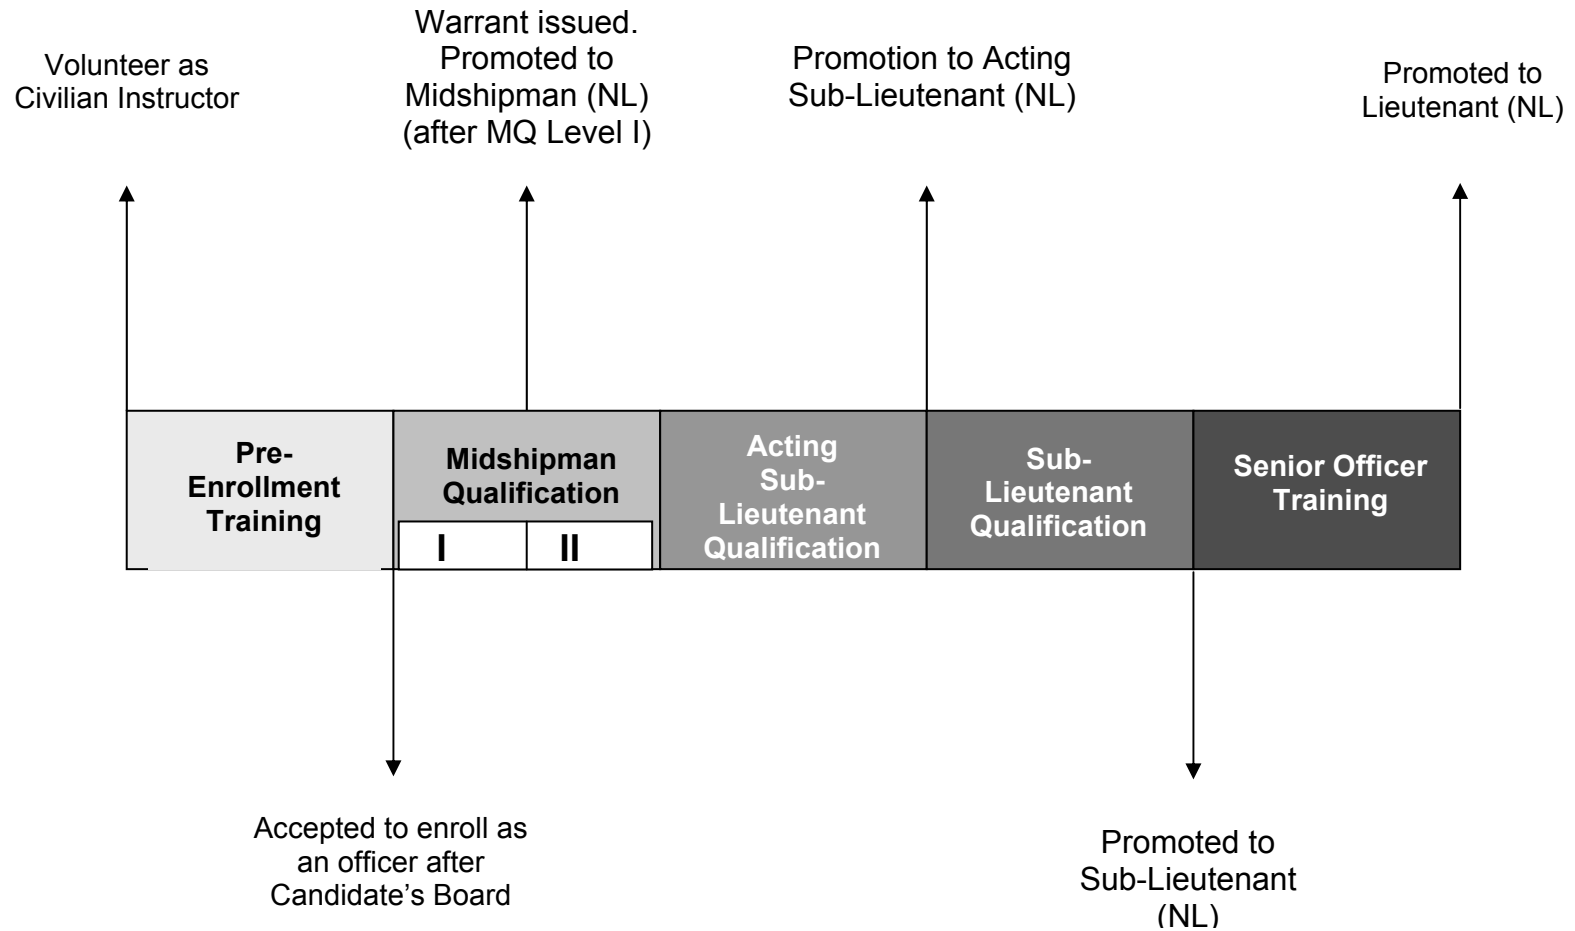 Volunteer as
Civilian Instructor
Warrant issued.
Promoted to
Midshipman (NL)
(after MQ Level I)
Promotion to Acting
Sub-Lieutenant (NL)
Promoted to
Lieutenant (NL)
Pre-
Enrollment
Training
Midshipman
Qualification
I
II
Acting
Sub-
Lieutenant
Qualification
Sub-
Lieutenant
Qualification
Senior Officer
Training
Accepted to enroll as
an officer after
Candidate’s Board
Promoted to
Sub-Lieutenant
(NL)